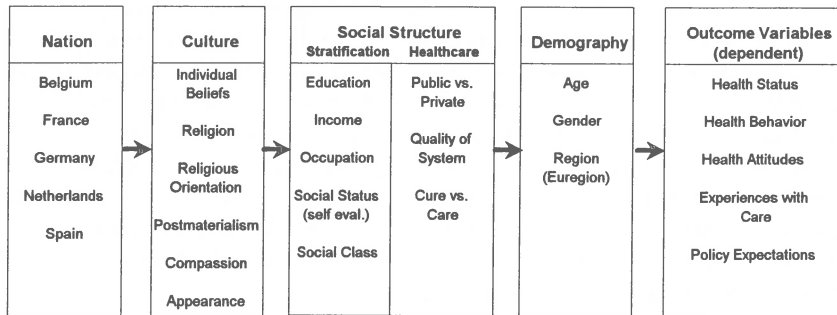 Nation
Belgium
France
Germany
Netherlands
Spain
Culture
Individual
Beliefs
Religion
Religious
Orientation
Postmaterialism
Compassion
Appearance
Social Structure
Stratification Healthcare
Education
Income
Occupation
Social Status
(self eval.)
Social Class
Public vs.
Private
Quality of
System
Cure vs.
Care
Demography
Age
Gender
Region
(Euregion)
Outcome Variables
(dependent)
Health Status
Health Behavior
Health Attitudes
Experiences with
Care
Policy Expectations